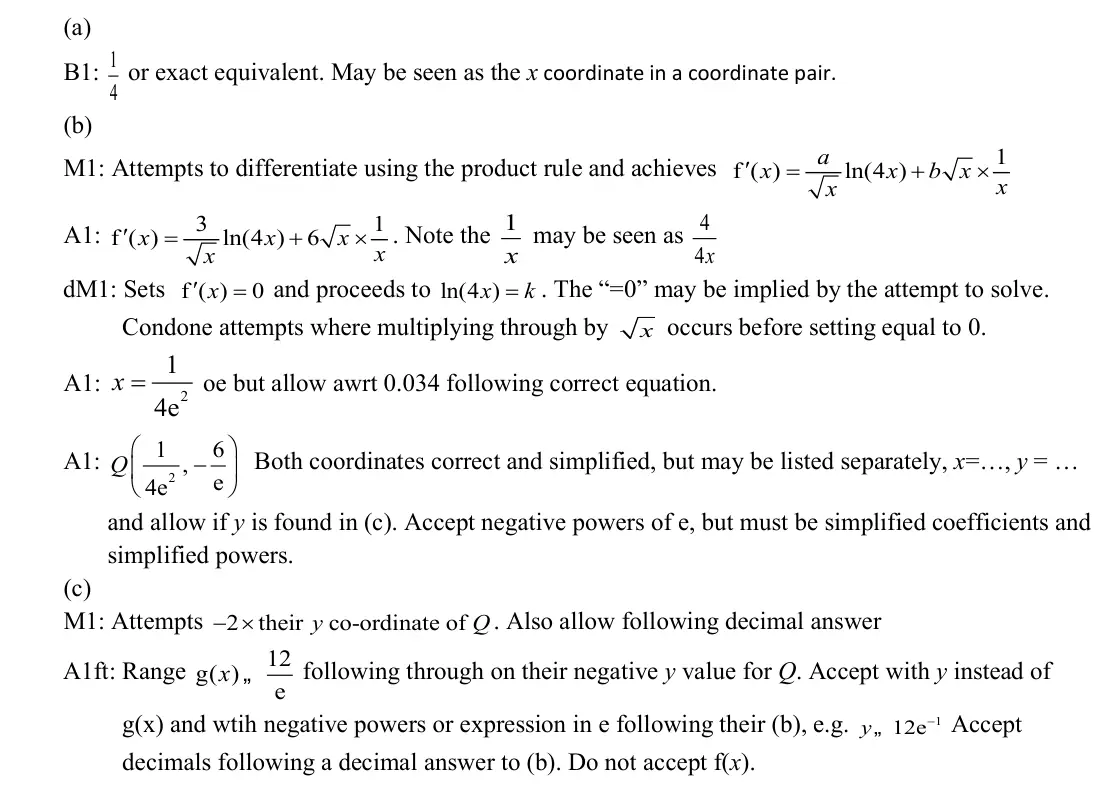 (a)
B1: 1/4 or exact equivalent. May be seen as the x coordinate in a coordinate pair.
(b)
M1: Attempts to differentiate using the product rule and achieves f′(x) = a/√x ln(4x) + b√x × 1/x
A1: f′(x) = 3/√x ln(4x) + 6√x × 1/x . Note the 1/x may be seen as 4/4x
dM1: Sets f′(x) = 0 and proceeds to ln(4x) = k . The “=0” may be implied by the attempt to solve.
Condone attempts where multiplying through by √x occurs before setting equal to 0.
A1: x = 1/4e² oe but allow awrt 0.034 following correct equation.
A1: Q(1/4e², −6/e) Both coordinates correct and simplified, but may be listed separately, x=…, y = …
and allow if y is found in (c). Accept negative powers of e, but must be simplified coefficients and
simplified powers.
(c)
M1: Attempts −2× their y co-ordinate of Q. Also allow following decimal answer
A1ft: Range g(x)„ 12/e following through on their negative y value for Q. Accept with y instead of
g(x) and wtih negative powers or expression in e following their (b), e.g. y„ 12e⁻¹ Accept
decimals following a decimal answer to (b). Do not accept f(x).